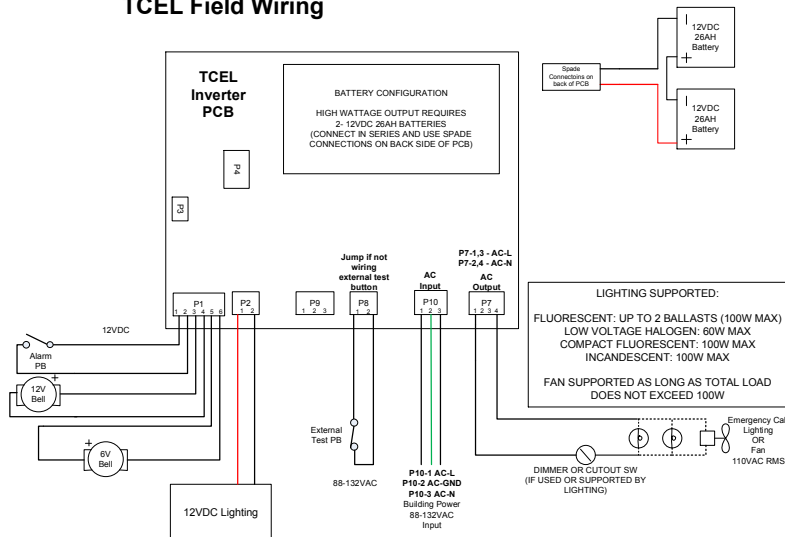 TCEL Field Wiring
TCEL
Inverter
PCB
BATTERY CONFIGURATION
HIGH WATTAGE OUTPUT REQUIRES
2- 12VDC 26AH BATTERIES
(CONNECT IN SERIES AND USE SPADE
CONNECTIONS ON BACK SIDE OF PCB)
Spade
Connectoins on
back of PCB
12VDC
26AH
Battery
12VDC
26AH
Battery
P4
P3
Jump if not
wiring
external test
button
AC
Input
P7-1,3 - AC-L
P7-2,4 - AC-N
AC
Output
P1
1 2 3 4 5 6
P2
1 2
P9
1 2 3
P8
1 2
P10
1 2 3
P7
1 2 3 4
LIGHTING SUPPORTED:
FLUORESCENT: UP TO 2 BALLASTS (100W MAX)
LOW VOLTAGE HALOGEN: 60W MAX
COMPACT FLUORESCENT: 100W MAX
INCANDESCENT: 100W MAX
FAN SUPPORTED AS LONG AS TOTAL LOAD
DOES NOT EXCEED 100W
12VDC
Alarm
PB
12V
Bell
6V
Bell
12VDC Lighting
External
Test PB
88-132VAC
P10-1 AC-L
P10-2 AC-GND
P10-3 AC-N
Building Power
88-132VAC
Input
DIMMER OR CUTOUT SW
(IF USED OR SUPPORTED BY
LIGHTING)
Emergency Cab
Lighting
OR
Fan
110VAC RMS